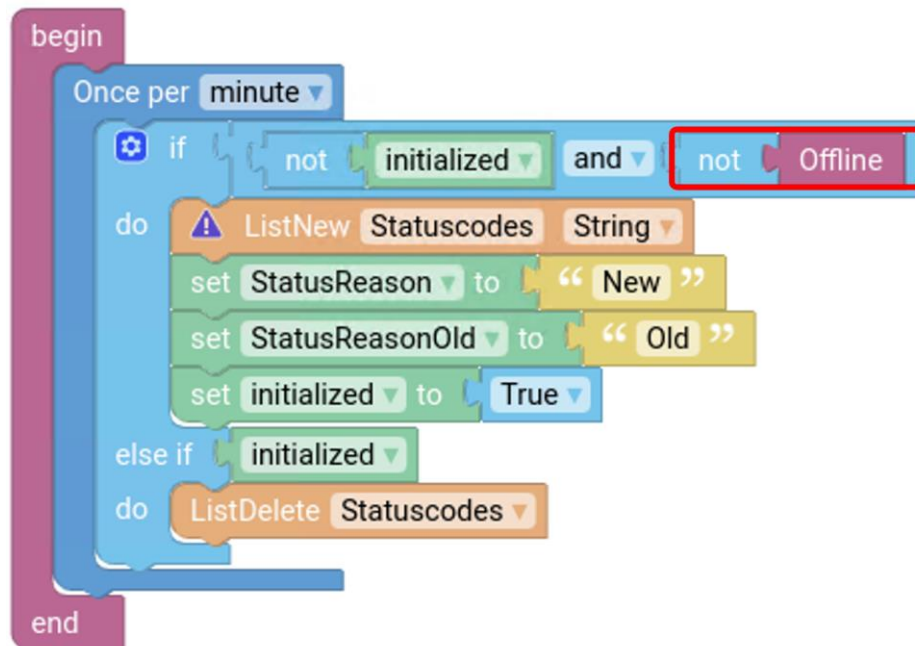 begin
Once per minute
if not initialized and not Offline
do ListNew Statuscodes String
set StatusReason to “ New ”
set StatusReasonOld to “ Old ”
set initialized to True
else if initialized
do ListDelete Statuscodes
end